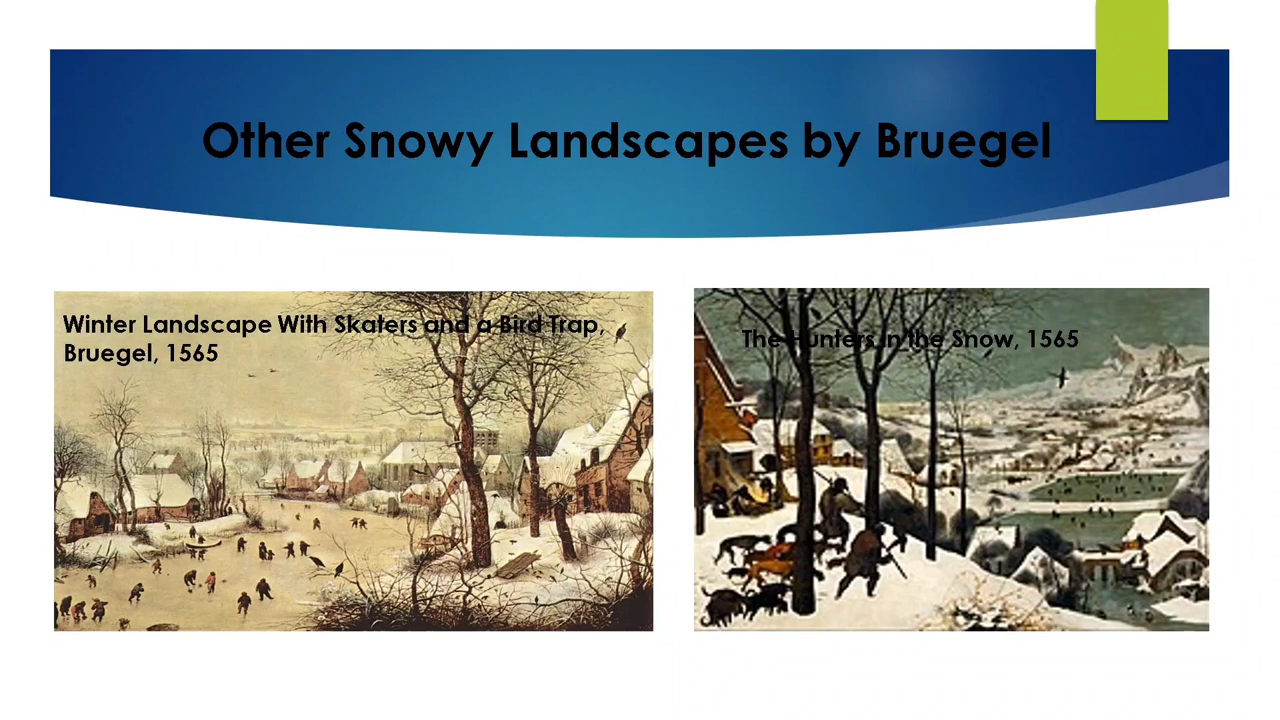 Other Snowy Landscapes by Bruegel
Winter Landscape With Skaters and a Bird Trap,
Bruegel, 1565
The Hunters in the Snow, 1565